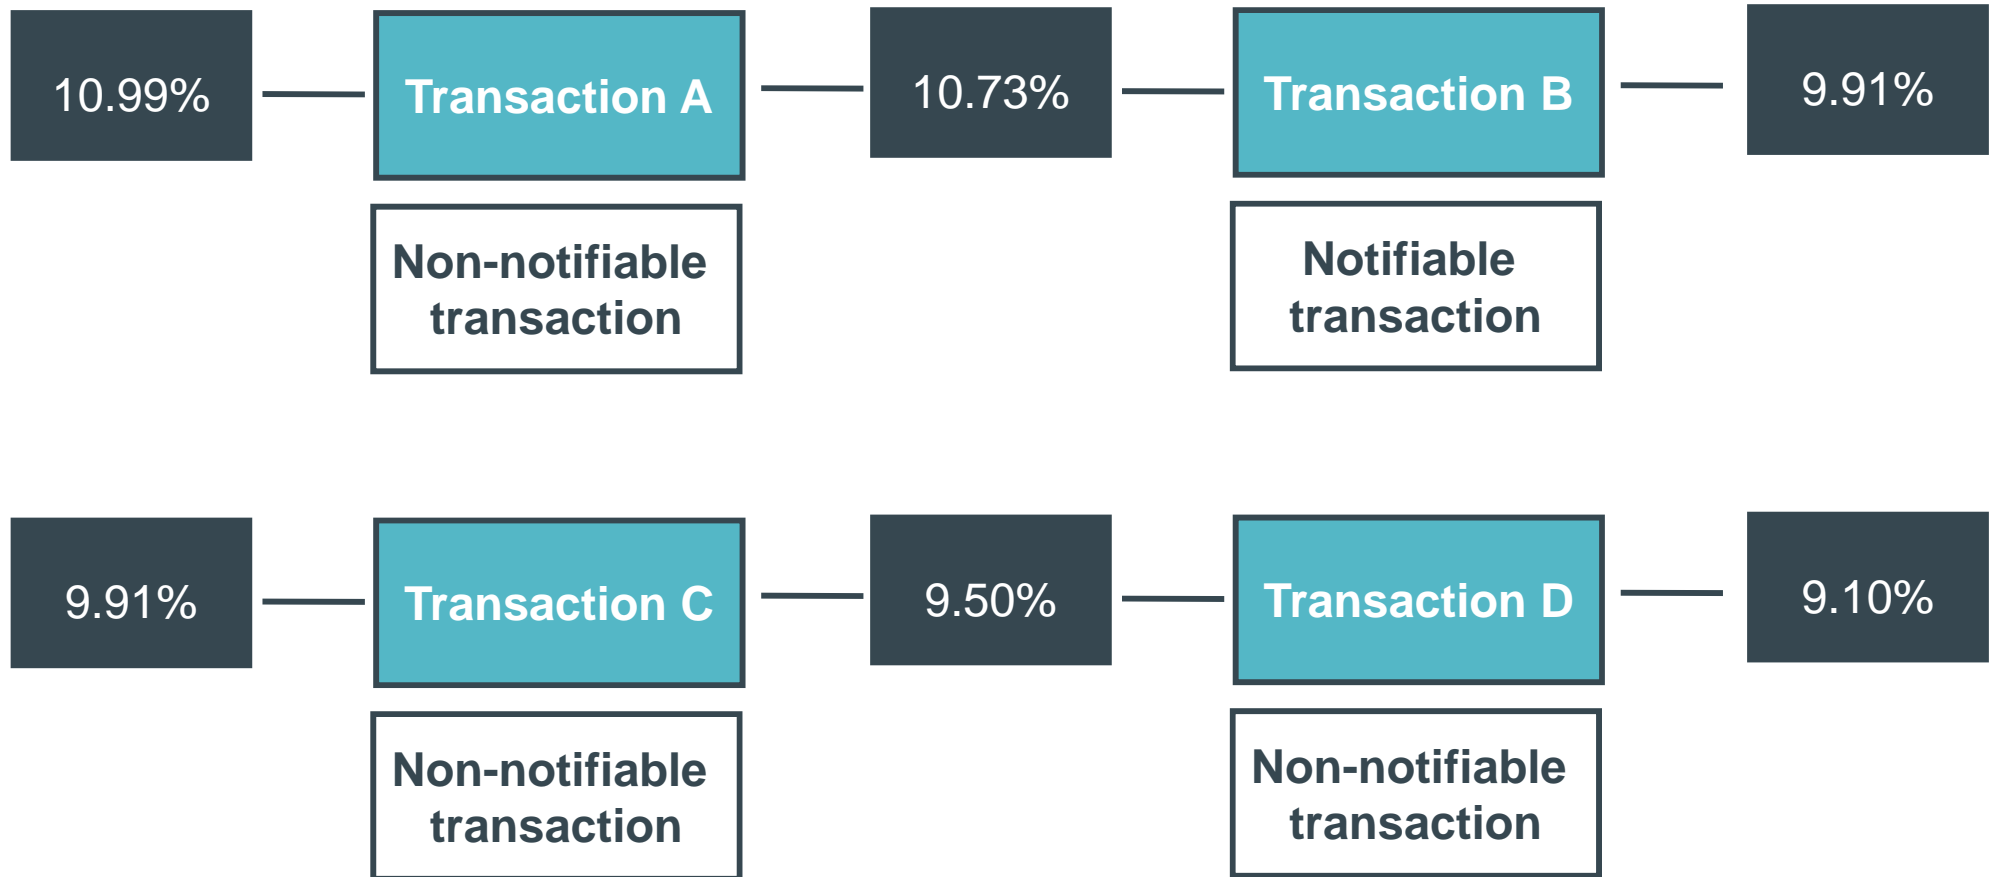 10.99%
Transaction A
10.73%
Transaction B
9.91%
Non-notifiable
transaction
Notifiable
transaction
9.91%
Transaction C
9.50%
Transaction D
9.10%
Non-notifiable
transaction
Non-notifiable
transaction